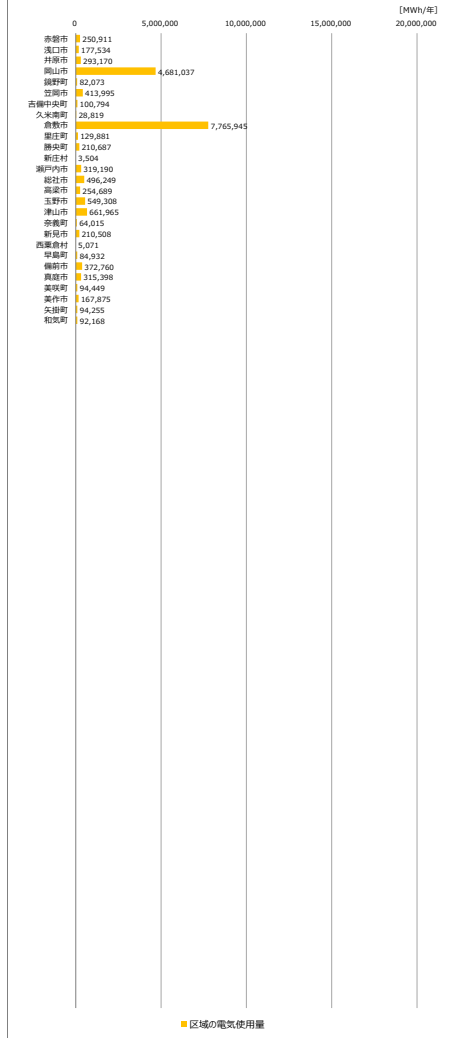 [MWh/年]
0 5,000,000 10,000,000 15,000,000 20,000,000
赤磐市 250,911
浅口市 177,534
井原市 293,170
岡山市 4,681,037
鏡野町 82,073
笠岡市 413,995
吉備中央町 100,794
久米南町 28,819
倉敷市 7,765,945
里庄町 129,881
勝央町 210,687
新庄村 3,504
瀬戸内市 319,190
総社市 496,249
高梁市 254,689
玉野市 549,308
津山市 661,965
奈義町 64,015
新見市 210,508
西粟倉村 5,071
早島町 84,932
備前市 372,760
真庭市 315,398
美咲町 94,449
美作市 167,875
矢掛町 94,255
和気町 92,168
区域の電気使用量